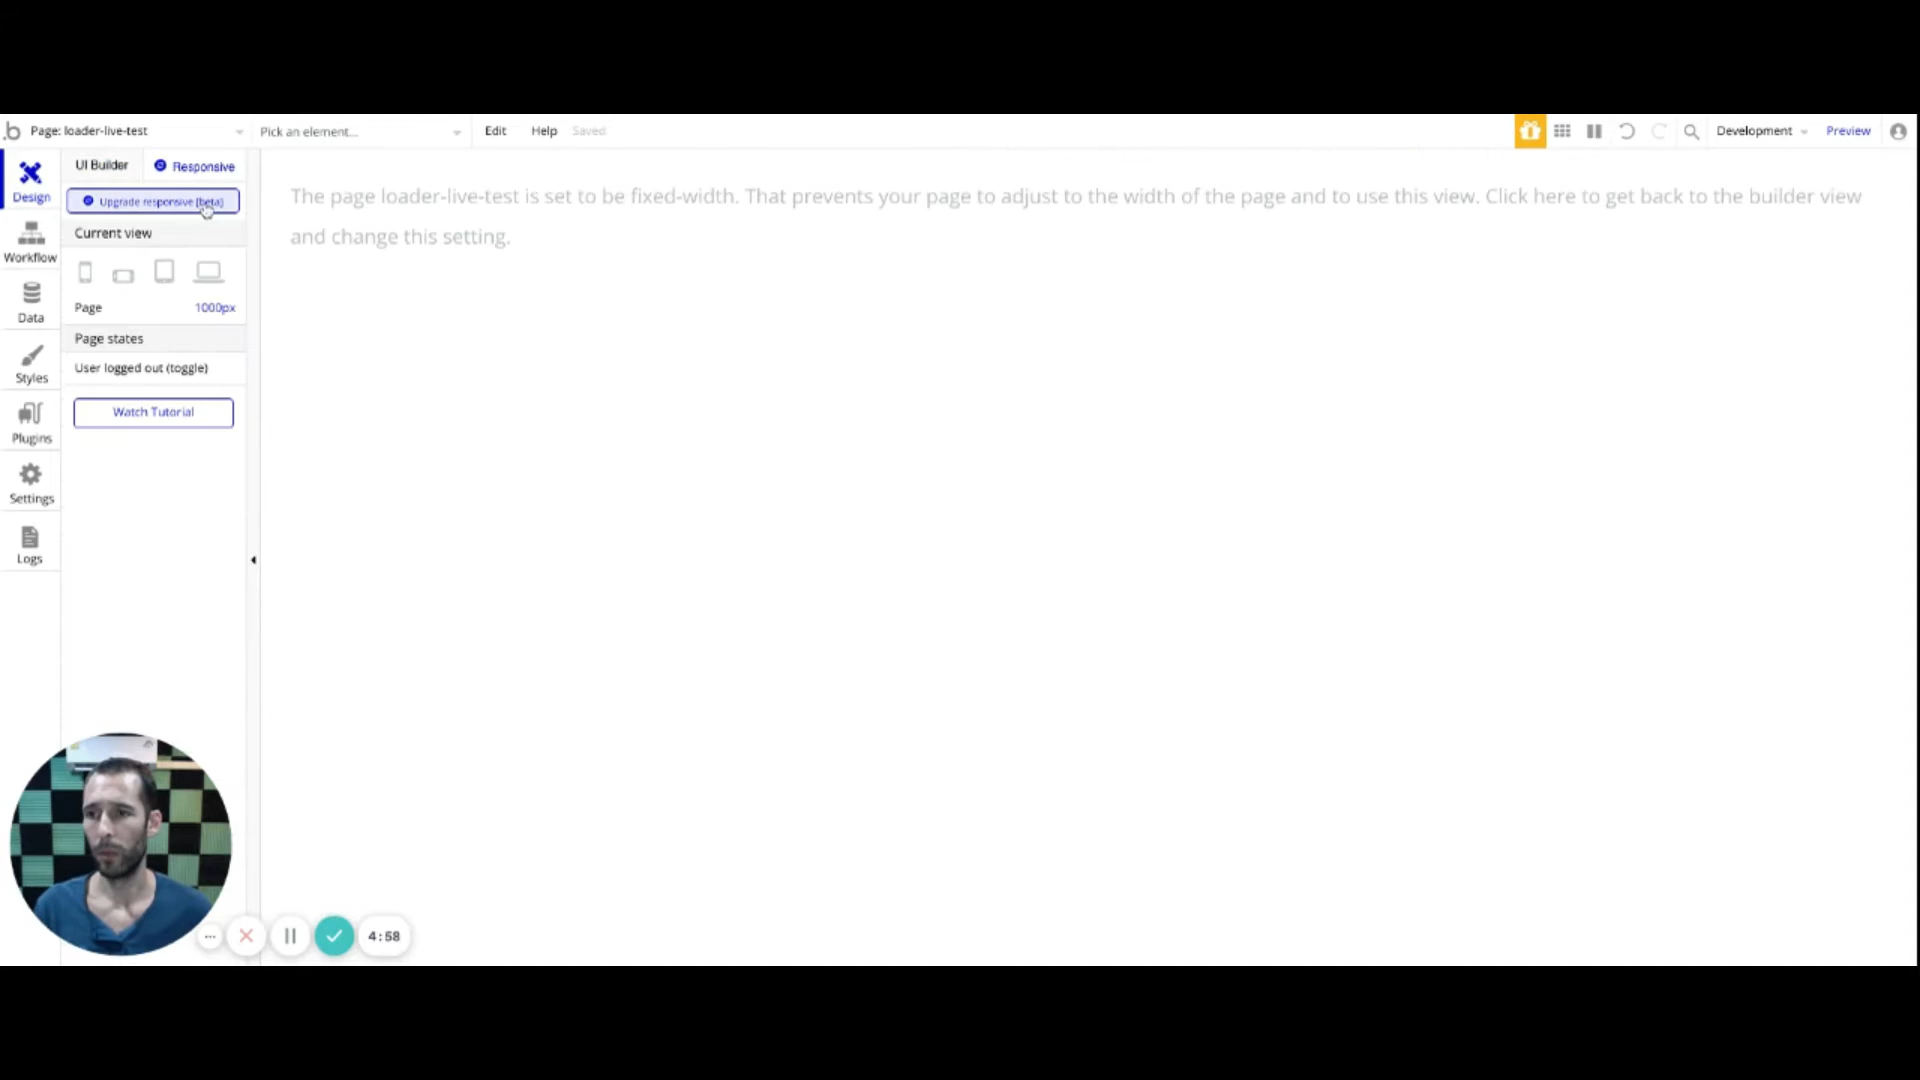 .b Page: loader-live-test Pick an element... Edit Help Saved Development Preview
UI Builder Responsive
Design
Upgrade responsive [beta]
The page loader-live-test is set to be fixed-width. That prevents your page to adjust to the width of the page and to use this view. Click here to get back to the builder view
and change this setting.
Current view
Workflow
Page 1000px
Data
Page states
User logged out (toggle)
Styles
Watch Tutorial
Plugins
Settings
Logs
4:58